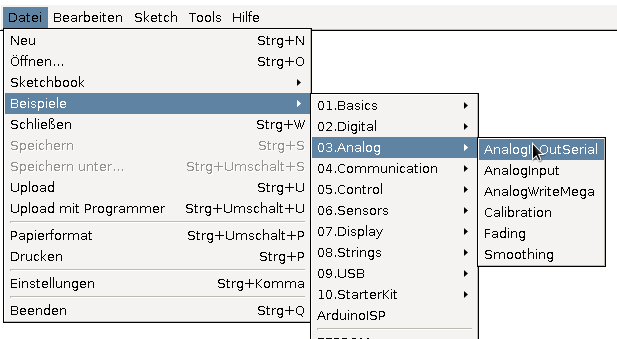 Datei Bearbeiten Sketch Tools Hilfe
Neu Strg+N
Öffnen... Strg+O
Sketchbook
Beispiele
Schließen Strg+W
Speichern Strg+S
Speichern unter... Strg+Umschalt+S
Upload Strg+U
Upload mit Programmer Strg+Umschalt+U
Papierformat Strg+Umschalt+P
Drucken Strg+P
Einstellungen Strg+Komma
Beenden Strg+Q
01.Basics
02.Digital
03.Analog
04.Communication
05.Control
06.Sensors
07.Display
08.Strings
09.USB
10.StarterKit
ArduinoISP
AnalogInOutSerial
AnalogInput
AnalogWriteMega
Calibration
Fading
Smoothing